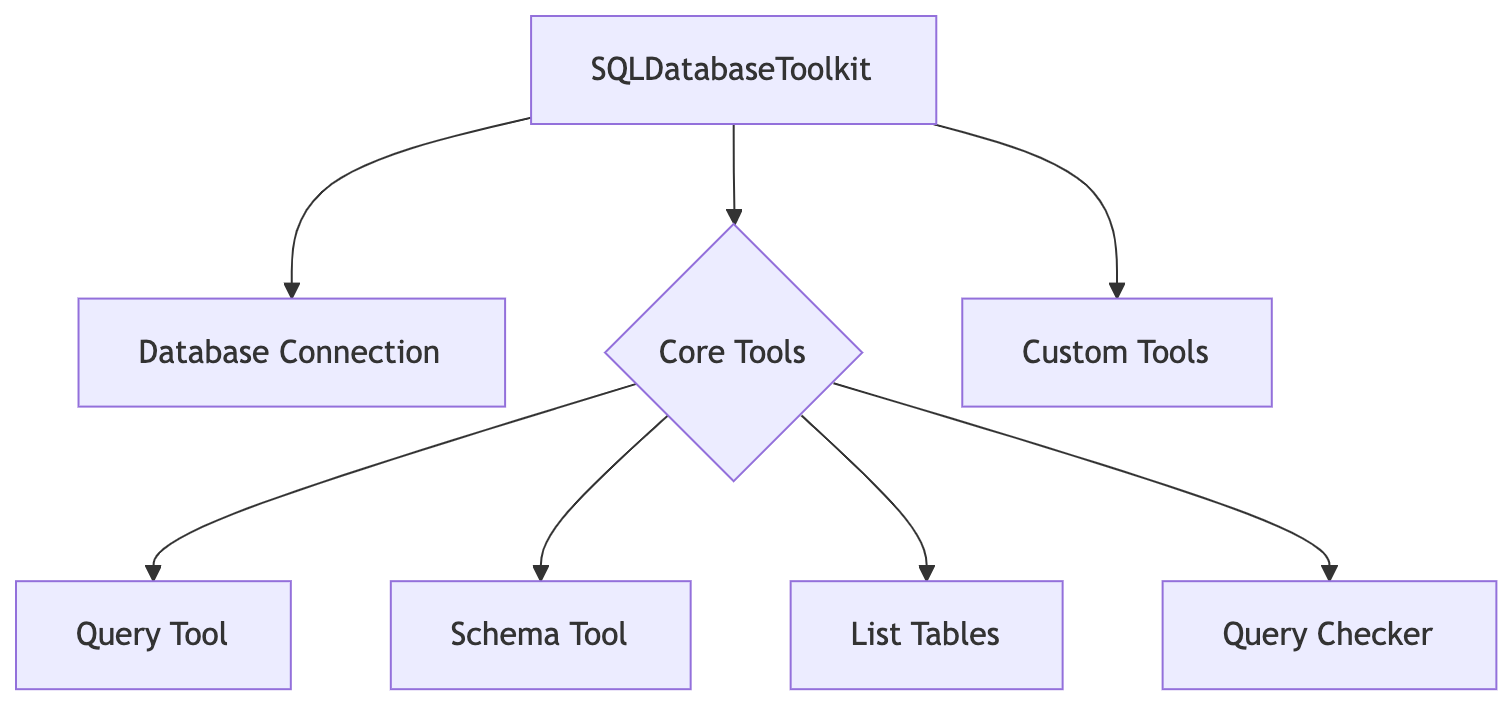 SQLDatabaseToolkit
Database Connection
Core Tools
Custom Tools
Query Tool
Schema Tool
List Tables
Query Checker